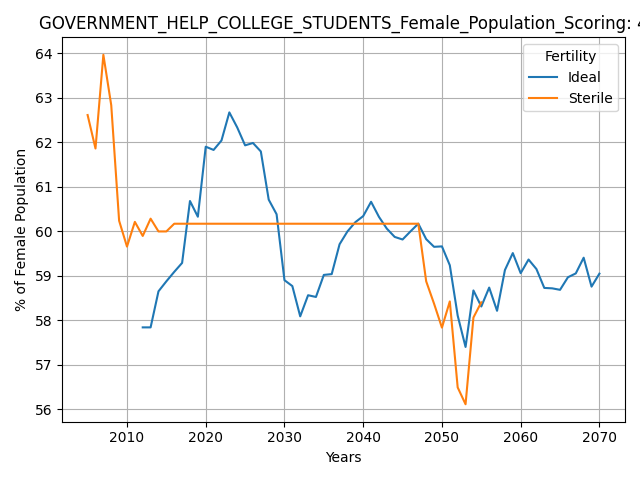 GOVERNMENT_HELP_COLLEGE_STUDENTS_Female_Population_Scoring:
Fertility
Ideal
Sterile
% of Female Population
64
63
62
61
60
59
58
57
56
2010 2020 2030 2040 2050 2060 2070
Years